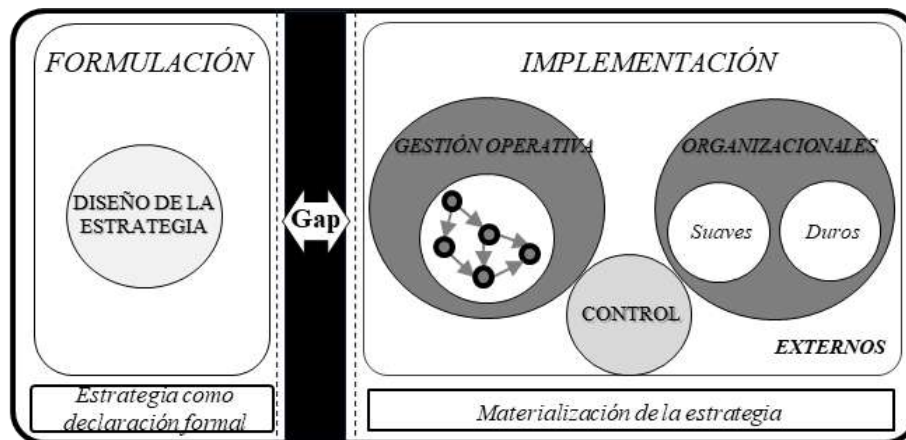 FORMULACIÓN
DISEÑO DE LA
ESTRATEGIA
Estrategia como
declaración formal
Gap
IMPLEMENTACIÓN
GESTIÓN OPERATIVA
ORGANIZACIONALES
Suaves
Duros
CONTROL
EXTERNOS
Materialización de la estrategia